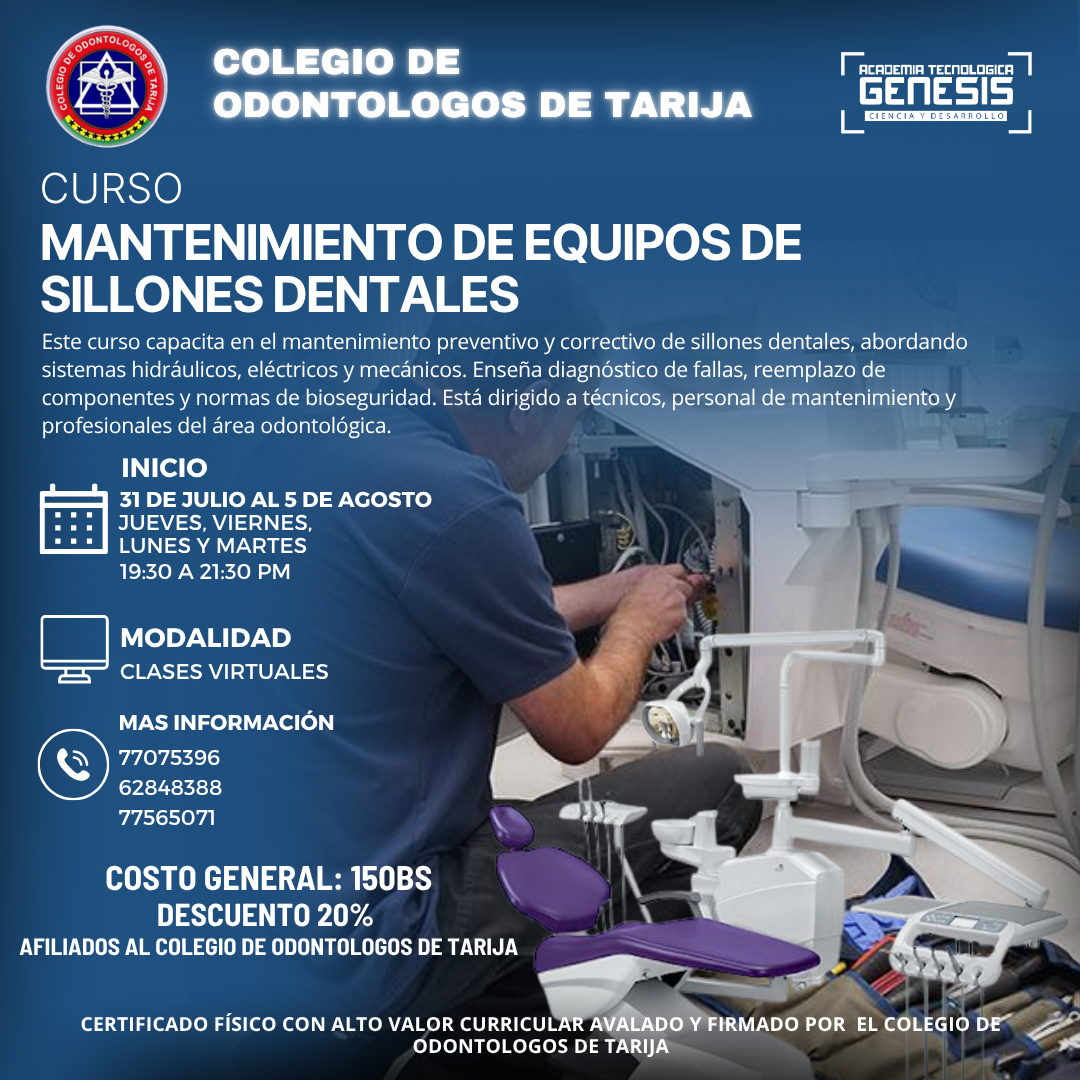 COLEGIO DE ODONTOLOGOS DE TARIJA
COLEGIO DE
ODONTOLOGOS DE TARIJA
ACADEMIA TECNOLOGICA
GENESIS
CIENCIA Y DESARROLLO
CURSO
MANTENIMIENTO DE EQUIPOS DE
SILLONES DENTALES
Este curso capacita en el mantenimiento preventivo y correctivo de sillones dentales, abordando
sistemas hidráulicos, eléctricos y mecánicos. Enseña diagnóstico de fallas, reemplazo de
componentes y normas de bioseguridad. Está dirigido a técnicos, personal de mantenimiento y
profesionales del área odontológica.
INICIO
31 DE JULIO AL 5 DE AGOSTO
JUEVES, VIERNES,
LUNES Y MARTES
19:30 A 21:30 PM
MODALIDAD
CLASES VIRTUALES
MAS INFORMACIÓN
77075396
62848388
77565071
COSTO GENERAL: 150BS
DESCUENTO 20%
AFILIADOS AL COLEGIO DE ODONTOLOGOS DE TARIJA
CERTIFICADO FÍSICO CON ALTO VALOR CURRICULAR AVALADO Y FIRMADO POR  EL COLEGIO DE
ODONTOLOGOS DE TARIJA